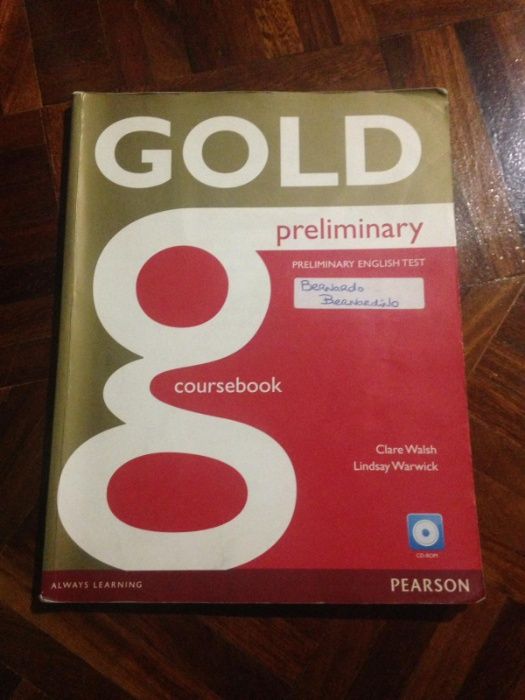 GOLD
preliminary
PRELIMINARY ENGLISH TEST
Bernardo
Bernardino
coursebook
Clare Walsh
Lindsay Warwick
CD-ROM
ALWAYS LEARNING
PEARSON